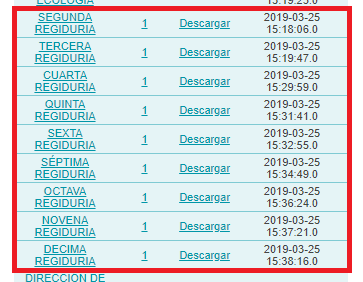 ECOLOGIA 15:19:25.0
SEGUNDA 2019-03-25
REGIDURIA 1 Descargar 15:18:06.0
TERCERA 2019-03-25
REGIDURIA 1 Descargar 15:19:47.0
CUARTA 2019-03-25
REGIDURIA 1 Descargar 15:29:59.0
QUINTA 2019-03-25
REGIDURIA 1 Descargar 15:31:41.0
SEXTA 2019-03-25
REGIDURIA 1 Descargar 15:32:55.0
SÉPTIMA 2019-03-25
REGIDURIA 1 Descargar 15:34:49.0
OCTAVA 2019-03-25
REGIDURIA 1 Descargar 15:36:24.0
NOVENA 2019-03-25
REGIDURIA 1 Descargar 15:37:21.0
DECIMA 2019-03-25
REGIDURIA 1 Descargar 15:38:16.0
DIRECCION DE